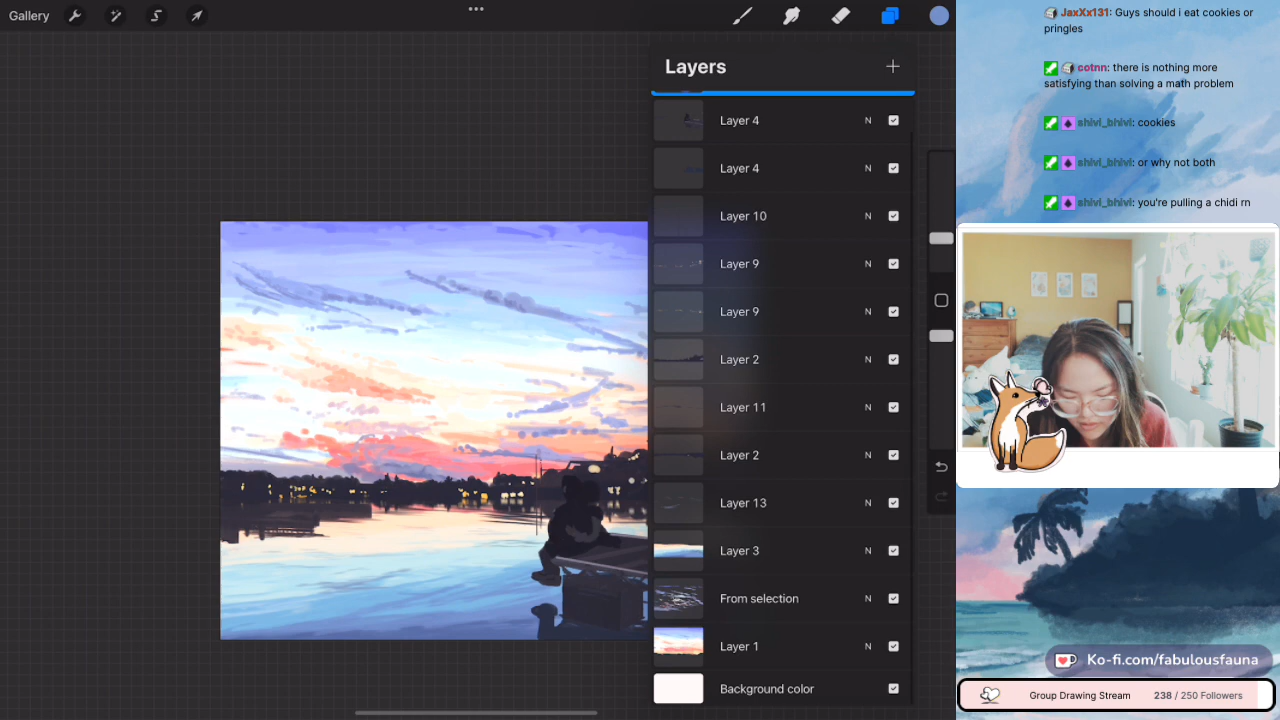 Gallery
Layers
Layer 4 N
Layer 4 N
Layer 10 N
Layer 9 N
Layer 9 N
Layer 2 N
Layer 11 N
Layer 2 N
Layer 13 N
Layer 3 N
From selection N
Layer 1 N
Background color
JaxXx131: Guys should i eat cookies or
pringles
cotnn: there is nothing more
satisfying than solving a math problem
shivi_bhivi: cookies
shivi_bhivi: or why not both
shivi_bhivi: you're pulling a chidi rn
Ko-fi.com/fabulousfauna
Group Drawing Stream 238 / 250 Followers